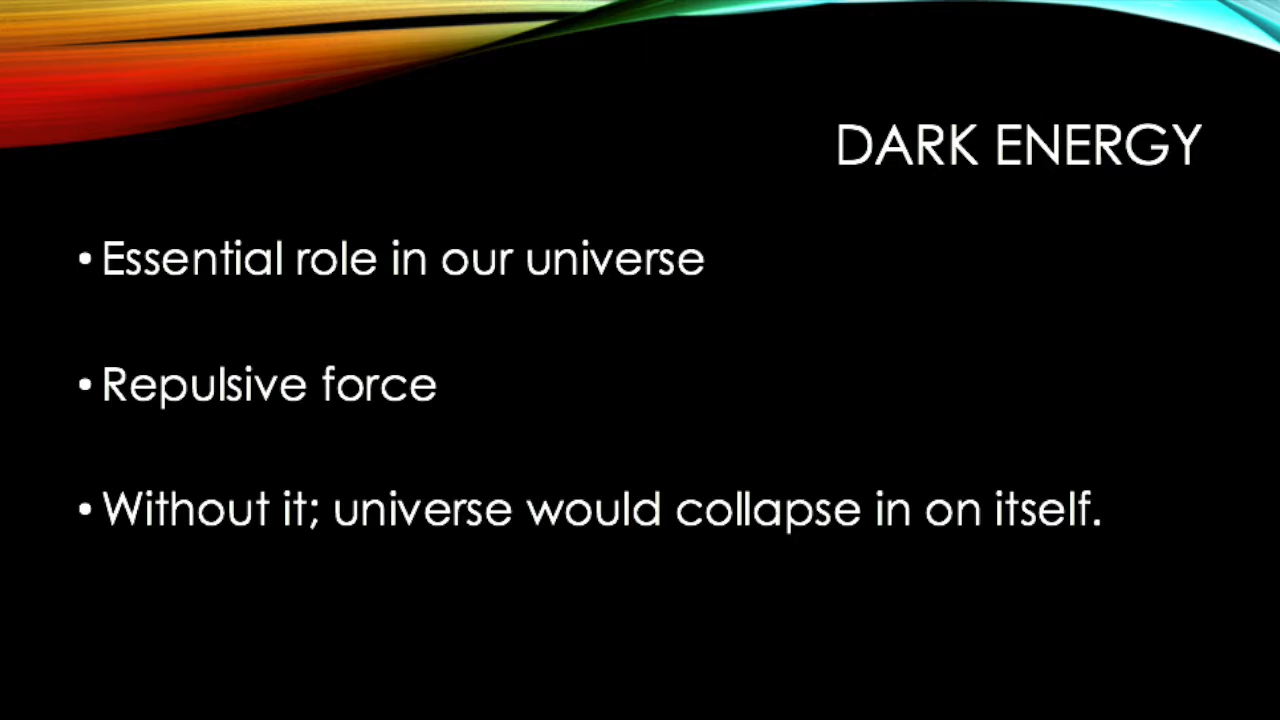 DARK ENERGY
• Essential role in our universe
• Repulsive force
• Without it; universe would collapse in on itself.